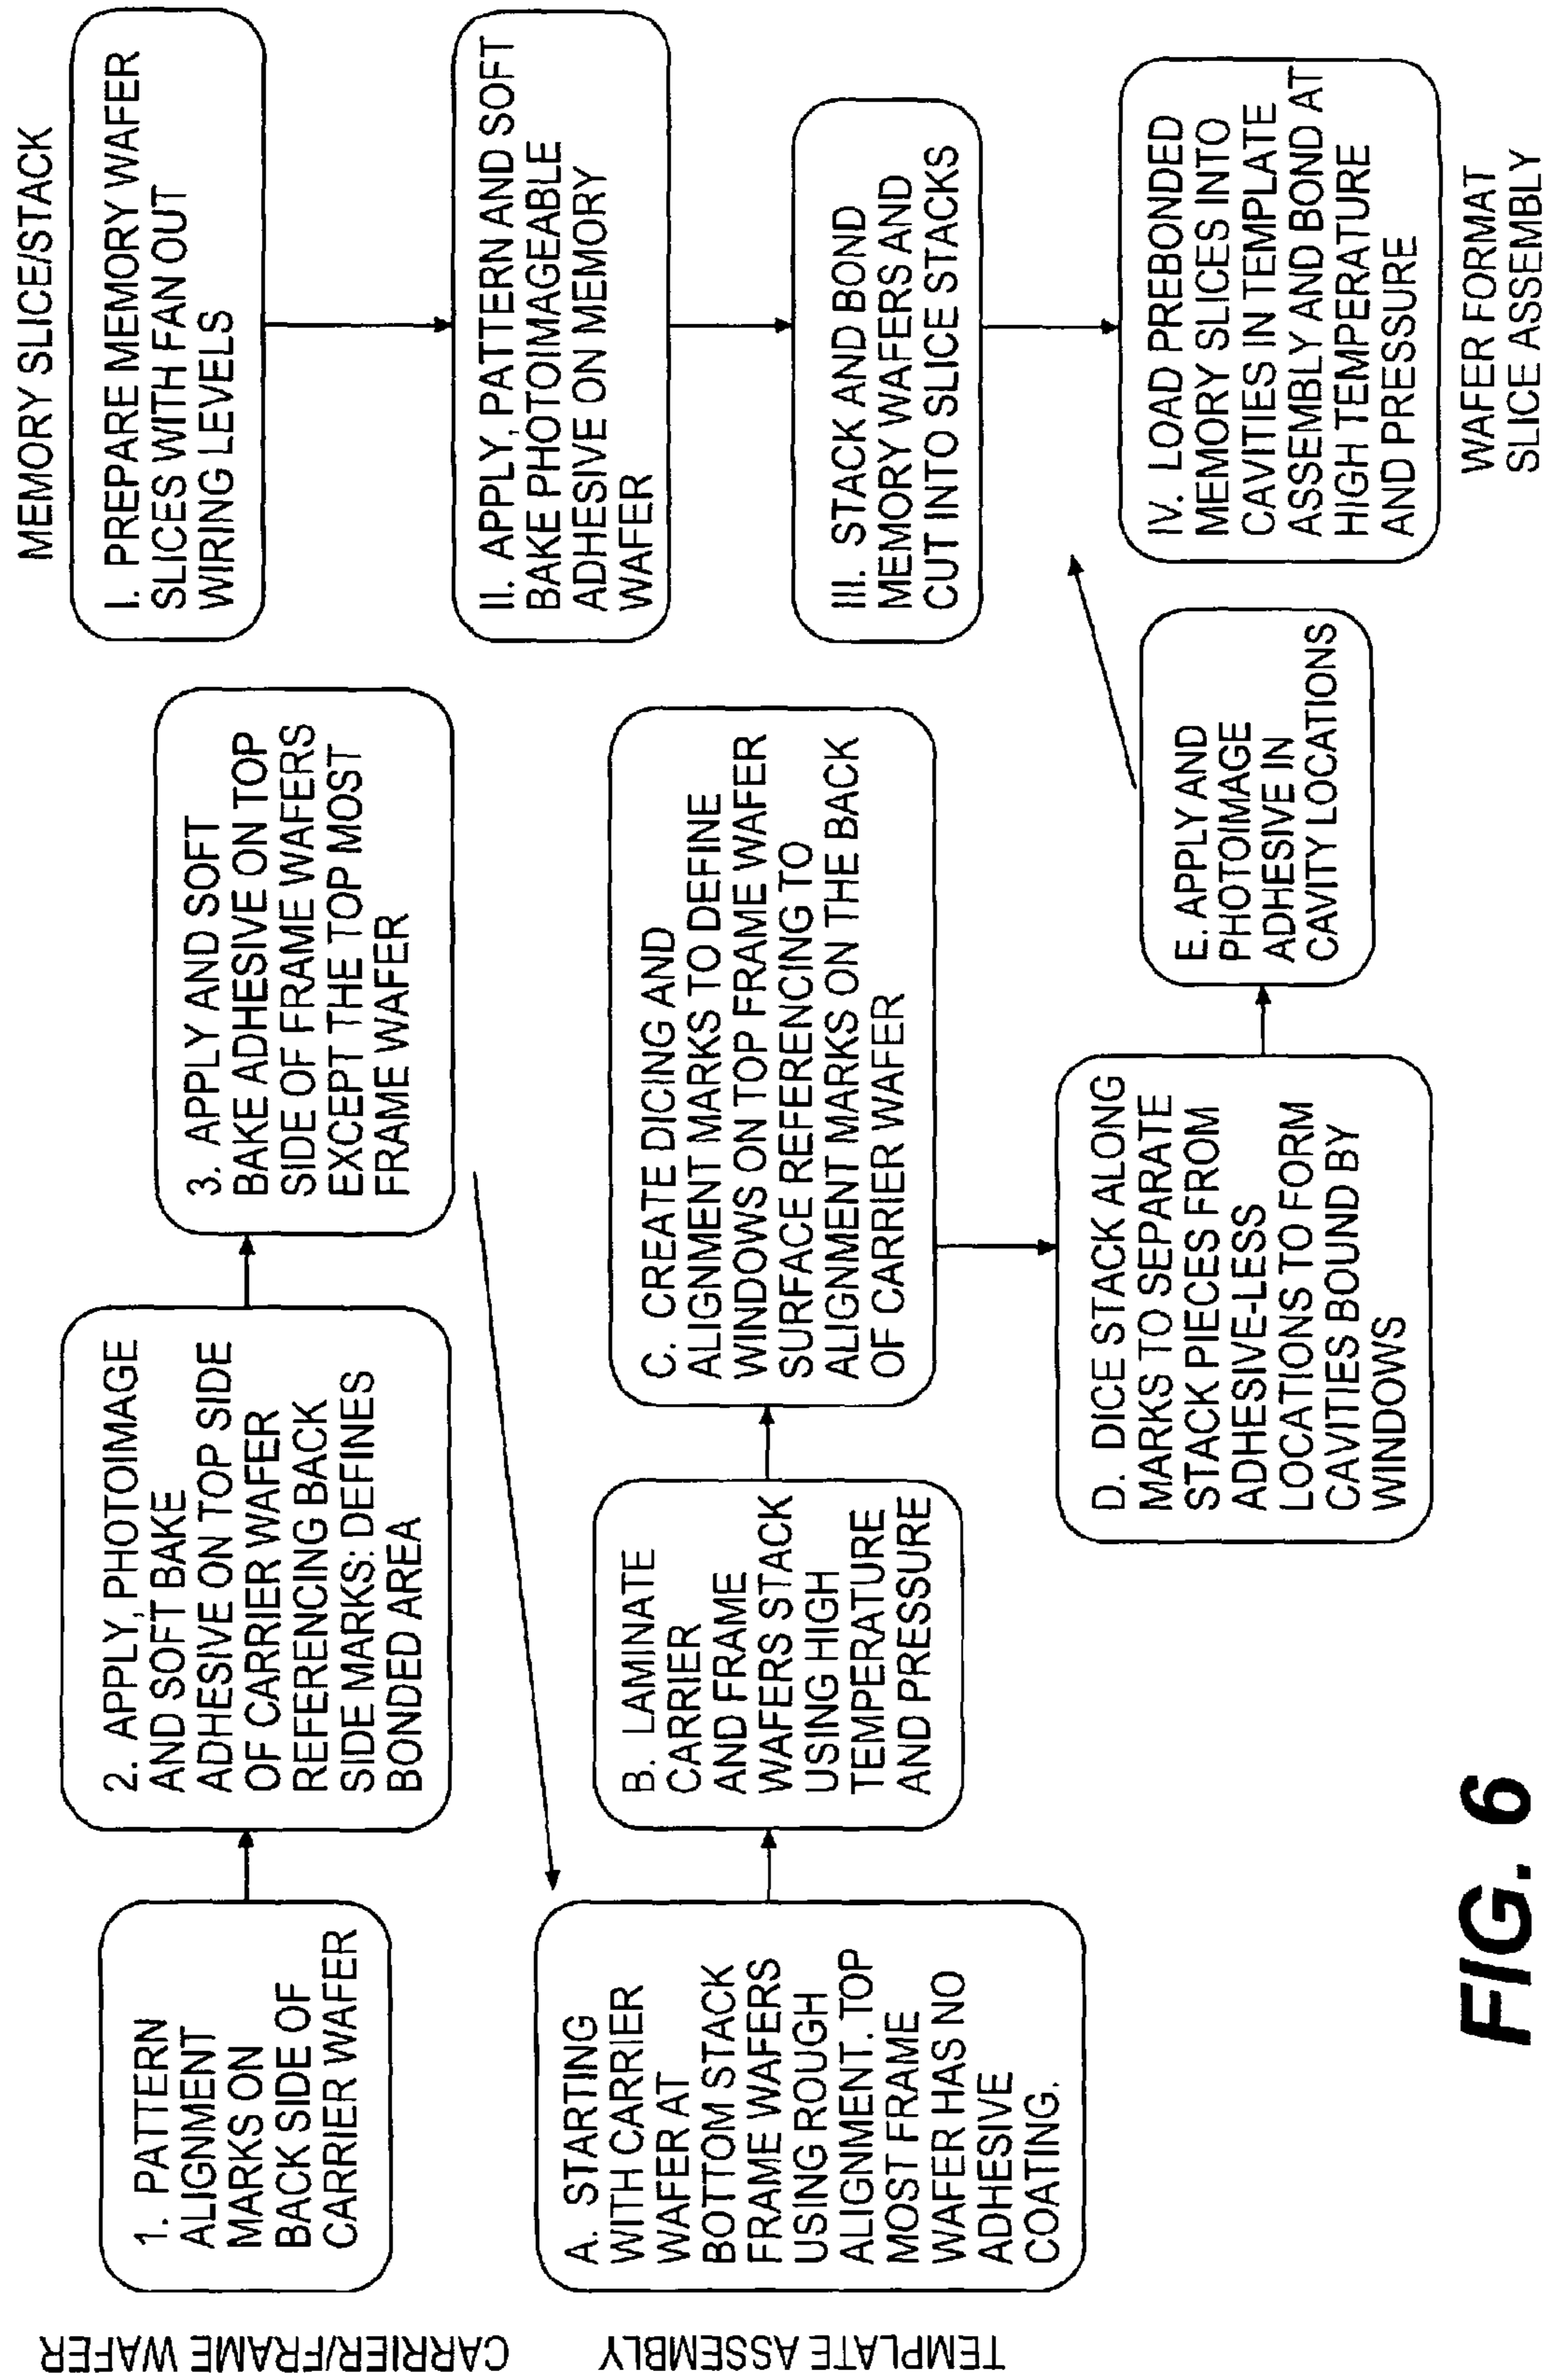 CARRIER/FRAME WAFER
1. PATTERN
ALIGNMENT
MARKS ON
BACK SIDE OF
CARRIER WAFER
2. APPLY, PHOTOIMAGE
AND SOFT BAKE
ADHESIVE ON TOP SIDE
OF CARRIER WAFER
REFERENCING BACK
SIDE MARKS: DEFINES
BONDED AREA
3. APPLY AND SOFT
BAKE ADHESIVE ON TOP
SIDE OF FRAME WAFERS
EXCEPT THE TOP MOST
FRAME WAFER
TEMPLATE ASSEMBLY
A. STARTING
WITH CARRIER
WAFER AT
BOTTOM STACK
FRAME WAFERS
USING ROUGH
ALIGNMENT. TOP
MOST FRAME
WAFER HAS NO
ADHESIVE
COATING.
B. LAMINATE
CARRIER
AND FRAME
WAFERS STACK
USING HIGH
TEMPERATURE
AND PRESSURE
C. CREATE DICING AND
ALIGNMENT MARKS TO DEFINE
WINDOWS ON TOP FRAME WAFER
SURFACE REFERENCING TO
ALIGNMENT MARKS ON THE BACK
OF CARRIER WAFER
D. DICE STACK ALONG
MARKS TO SEPARATE
STACK PIECES FROM
ADHESIVE-LESS
LOCATIONS TO FORM
CAVITIES BOUND BY
WINDOWS
E. APPLY AND
PHOTOIMAGE
ADHESIVE IN
CAVITY LOCATIONS
MEMORY SLICE/STACK
I. PREPARE MEMORY WAFER
SLICES WITH FAN OUT
WIRING LEVELS
II. APPLY, PATTERN AND SOFT
BAKE PHOTOIMAGEABLE
ADHESIVE ON MEMORY
WAFER
III. STACK AND BOND
MEMORY WAFERS AND
CUT INTO SLICE STACKS
IV. LOAD PREBONDED
MEMORY SLICES INTO
CAVITIES IN TEMPLATE
ASSEMBLY AND BOND AT
HIGH TEMPERATURE
AND PRESSURE
WAFER FORMAT
SLICE ASSEMBLY
FIG. 6